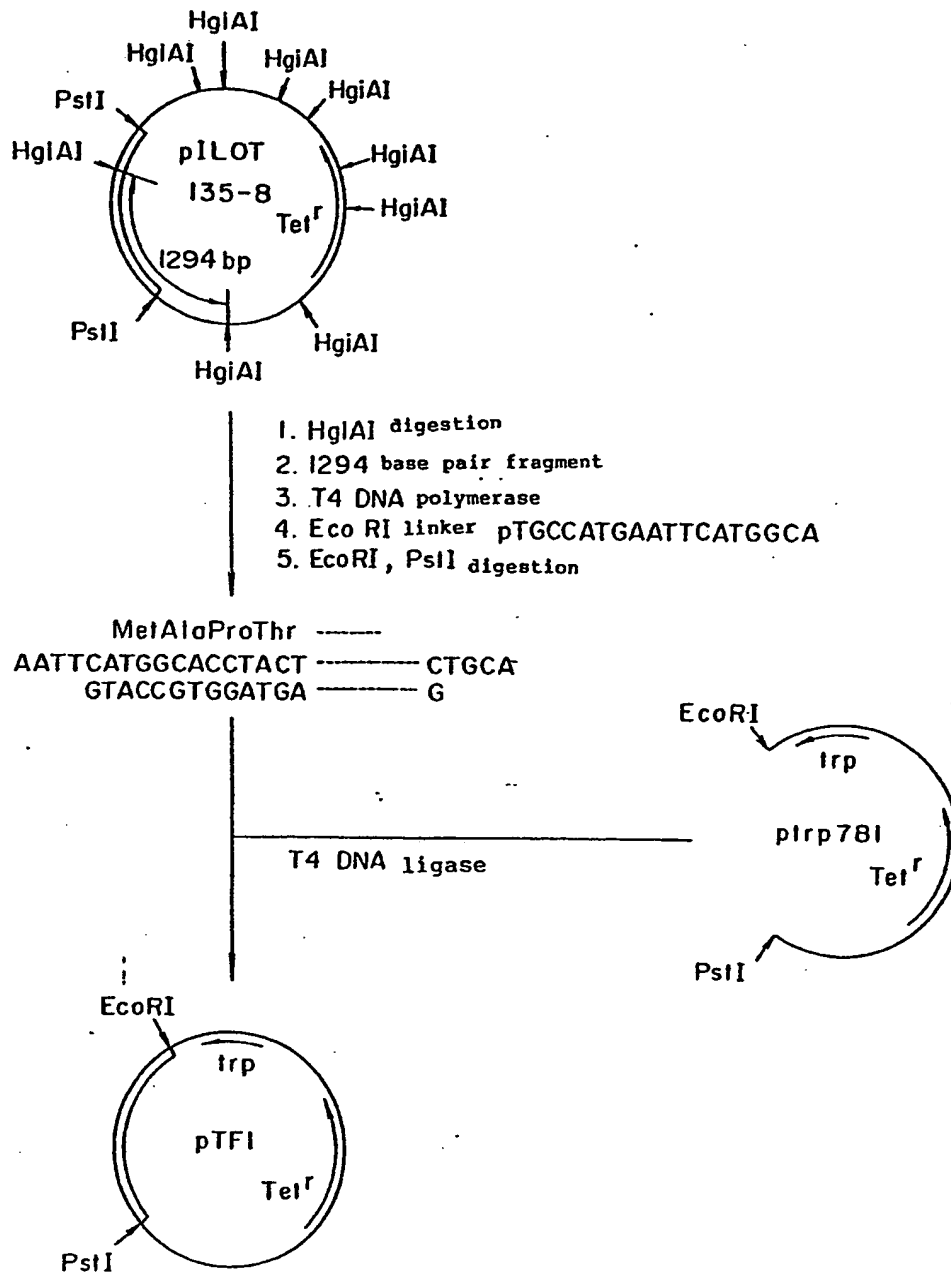 HgiAI
HgiAI
HgiAI
HgiAI
PstI
HgiAI
pILOT
135-8
HgiAI
Tet^r
HgiAI
1294 bp
PstI
HgiAI
HgiAI
1. HgiAI digestion
2. 1294 base pair fragment
3. T4 DNA polymerase
4. Eco RI linker pTGCCATGAATTCATGGCA
5. EcoRI, PstI digestion
MetAlaProThr -----
AATTCATGGCACCTACT --------- CTGCA
GTACCGTGGATGA --------- G
EcoRI
trp
ptrp781
Tet^r
T4 DNA ligase
PstI
EcoRI
trp
pTF1
Tet^r
PstI